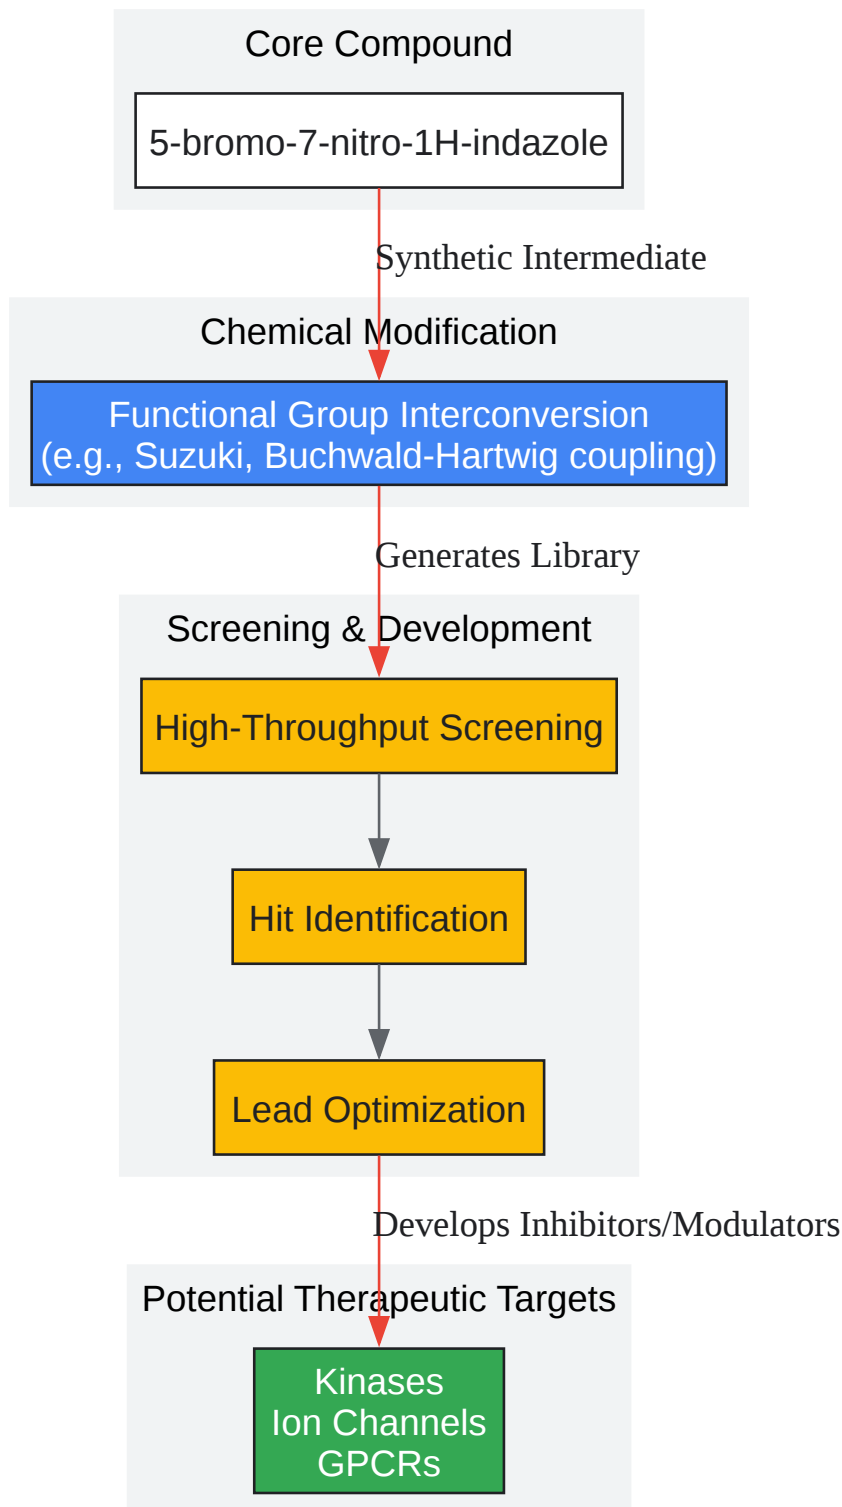 Core Compound
5-bromo-7-nitro-1H-indazole
Synthetic Intermediate
Chemical Modification
Functional Group Interconversion
(e.g., Suzuki, Buchwald-Hartwig coupling)
Generates Library
Screening & Development
High-Throughput Screening
Hit Identification
Lead Optimization
Develops Inhibitors/Modulators
Potential Therapeutic Targets
Kinases
Ion Channels
GPCRs